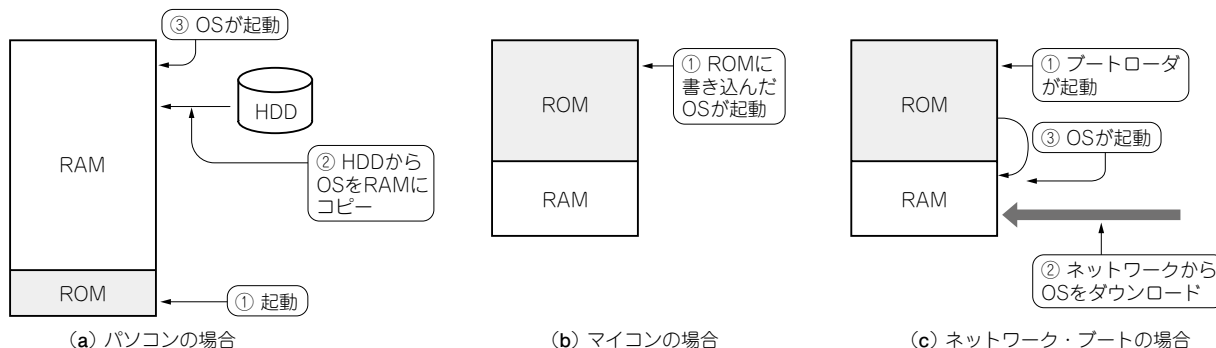 ③ OSが起動
RAM
HDD
② HDDから
OSをRAMに
コピー
ROM
① 起動
(a) パソコンの場合
ROM
① ROMに
書き込んだ
OSが起動
RAM
(b) マイコンの場合
ROM
① ブートローダ
が起動
③ OSが起動
RAM
② ネットワークから
OSをダウンロード
(c) ネットワーク・ブートの場合